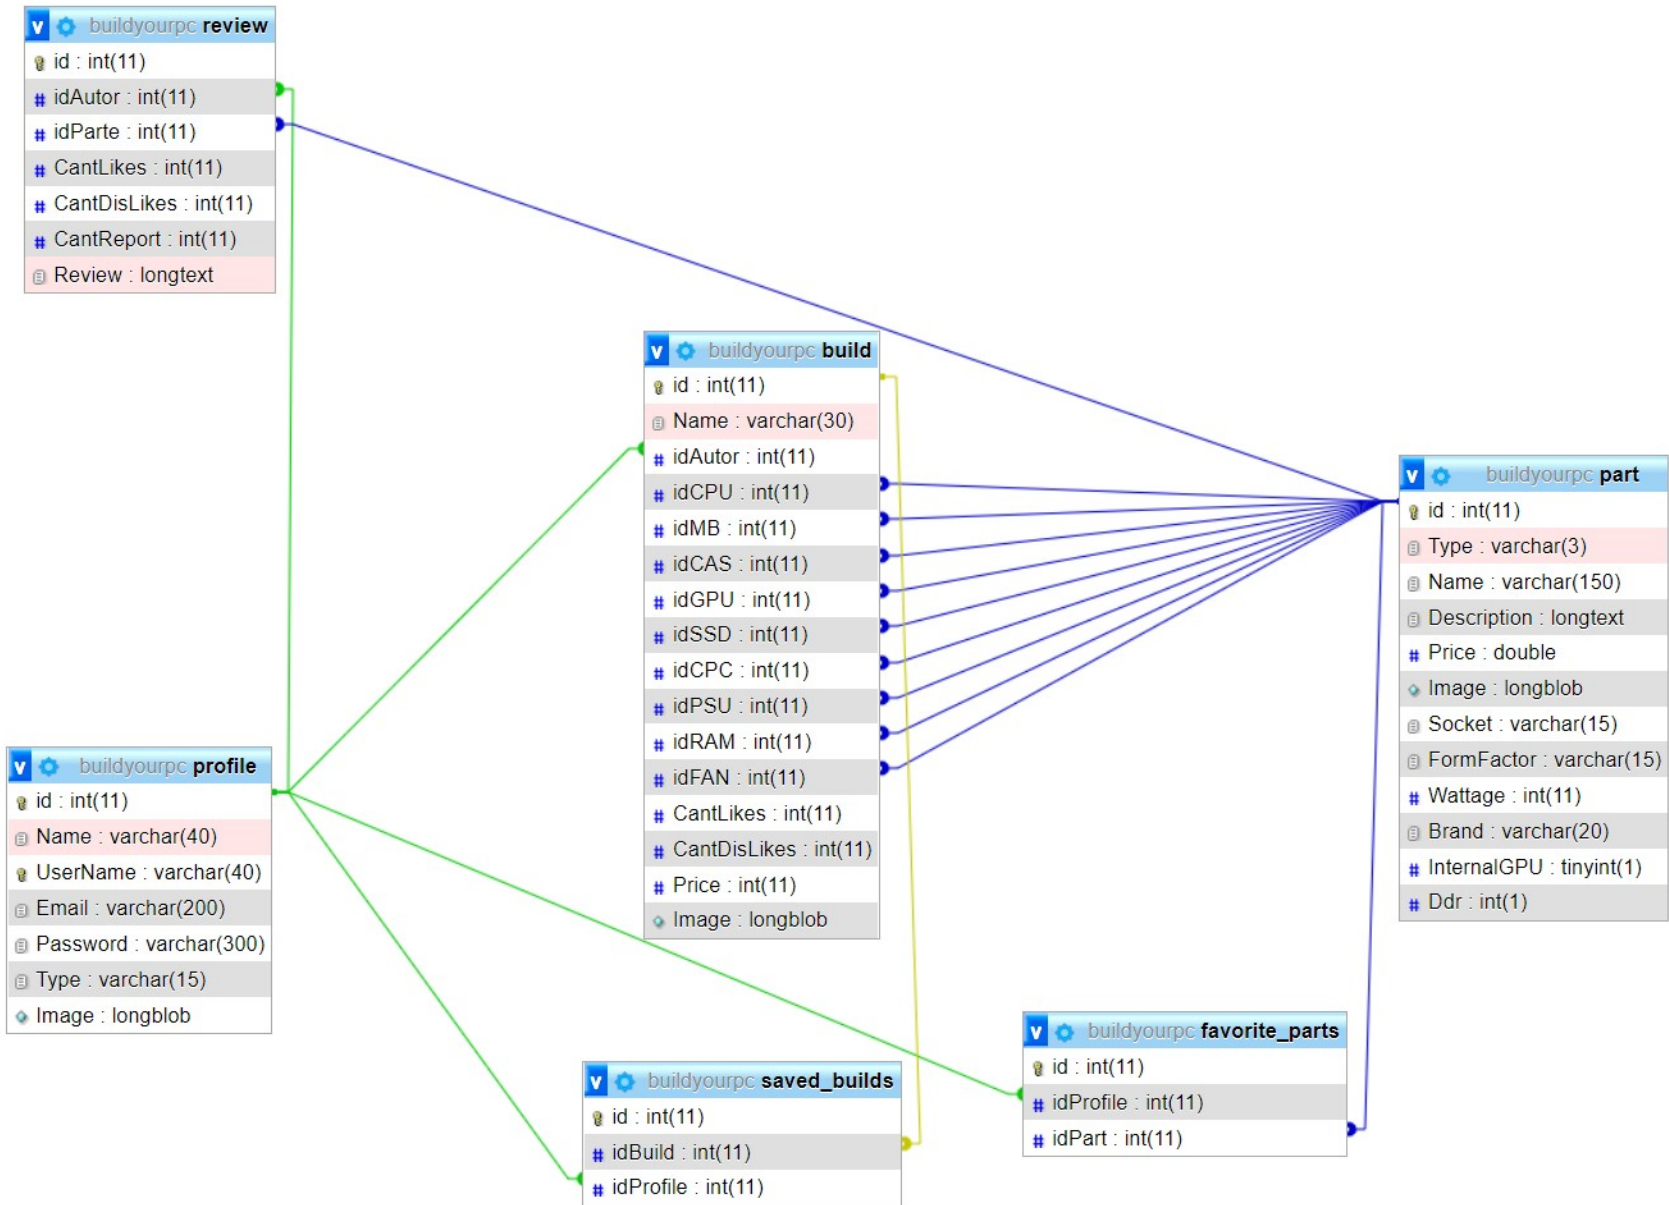 v buildyourpc review
id : int(11)
# idAutor : int(11)
# idParte : int(11)
# CantLikes : int(11)
# CantDisLikes : int(11)
# CantReport : int(11)
Review : longtext
v buildyourpc build
id : int(11)
Name : varchar(30)
# idAutor : int(11)
# idCPU : int(11)
# idMB : int(11)
# idCAS : int(11)
# idGPU : int(11)
# idSSD : int(11)
# idCPC : int(11)
# idPSU : int(11)
# idRAM : int(11)
# idFAN : int(11)
# CantLikes : int(11)
# CantDisLikes : int(11)
# Price : int(11)
Image : longblob
v buildyourpc part
id : int(11)
Type : varchar(3)
Name : varchar(150)
Description : longtext
# Price : double
Image : longblob
Socket : varchar(15)
FormFactor : varchar(15)
# Wattage : int(11)
Brand : varchar(20)
# InternalGPU : tinyint(1)
# Ddr : int(1)
v buildyourpc profile
id : int(11)
Name : varchar(40)
UserName : varchar(40)
Email : varchar(200)
Password : varchar(300)
Type : varchar(15)
Image : longblob
v buildyourpc saved_builds
id : int(11)
# idBuild : int(11)
# idProfile : int(11)
v buildyourpc favorite_parts
id : int(11)
# idProfile : int(11)
# idPart : int(11)